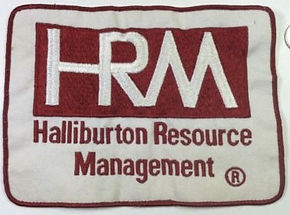 HRM
Halliburton Resource
Management ®